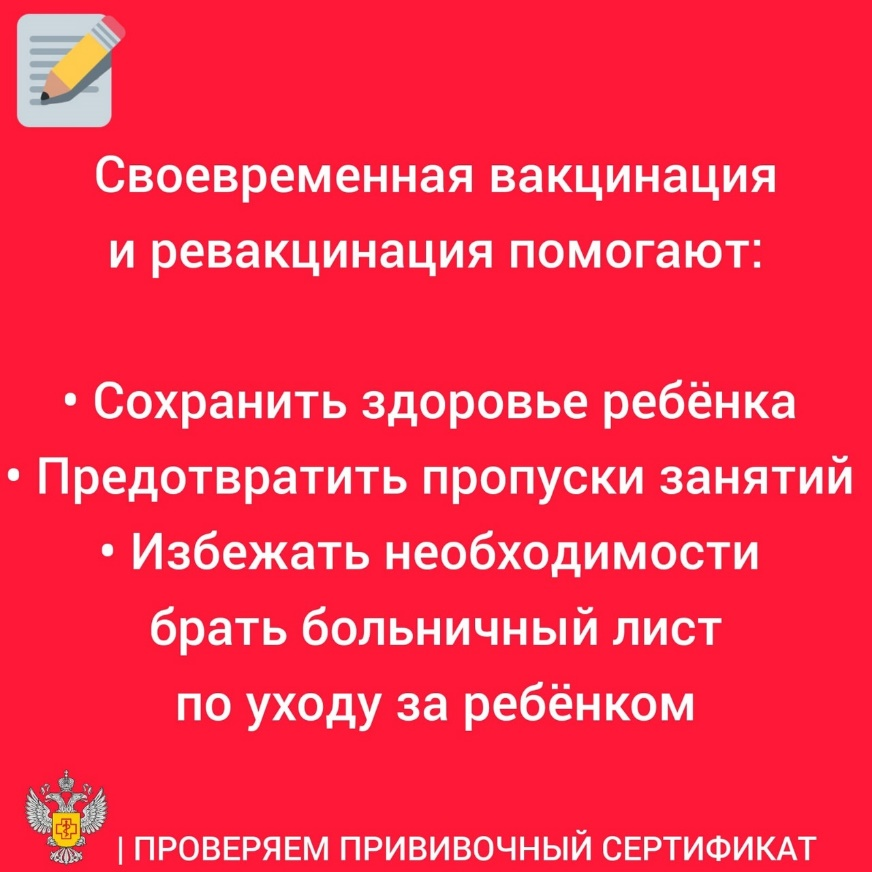 Своевременная вакцинация
и ревакцинация помогают:
• Сохранить здоровье ребёнка
• Предотвратить пропуски занятий
• Избежать необходимости
брать больничный лист
по уходу за ребёнком
| ПРОВЕРЯЕМ ПРИВИВОЧНЫЙ СЕРТИФИКАТ